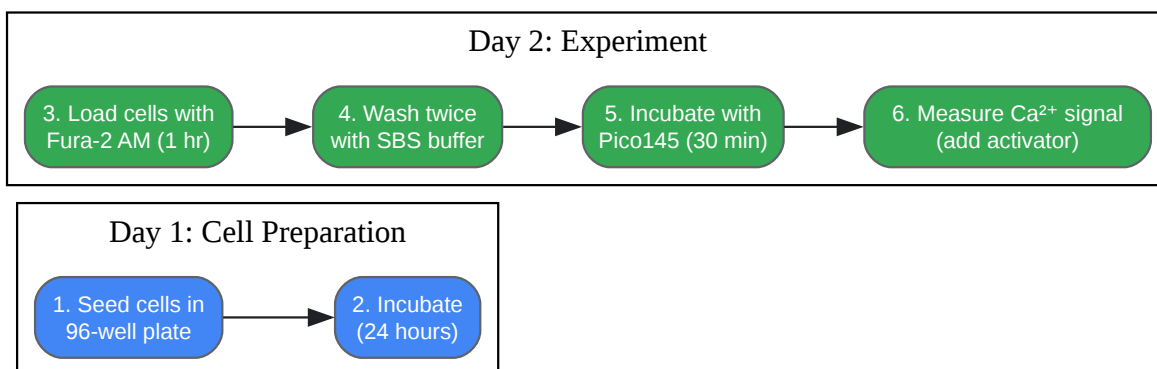 Day 2: Experiment
3. Load cells with
Fura-2 AM (1 hr)
4. Wash twice
with SBS buffer
5. Incubate with
Pico145 (30 min)
6. Measure Ca²⁺ signal
(add activator)
Day 1: Cell Preparation
1. Seed cells in
96-well plate
2. Incubate
(24 hours)